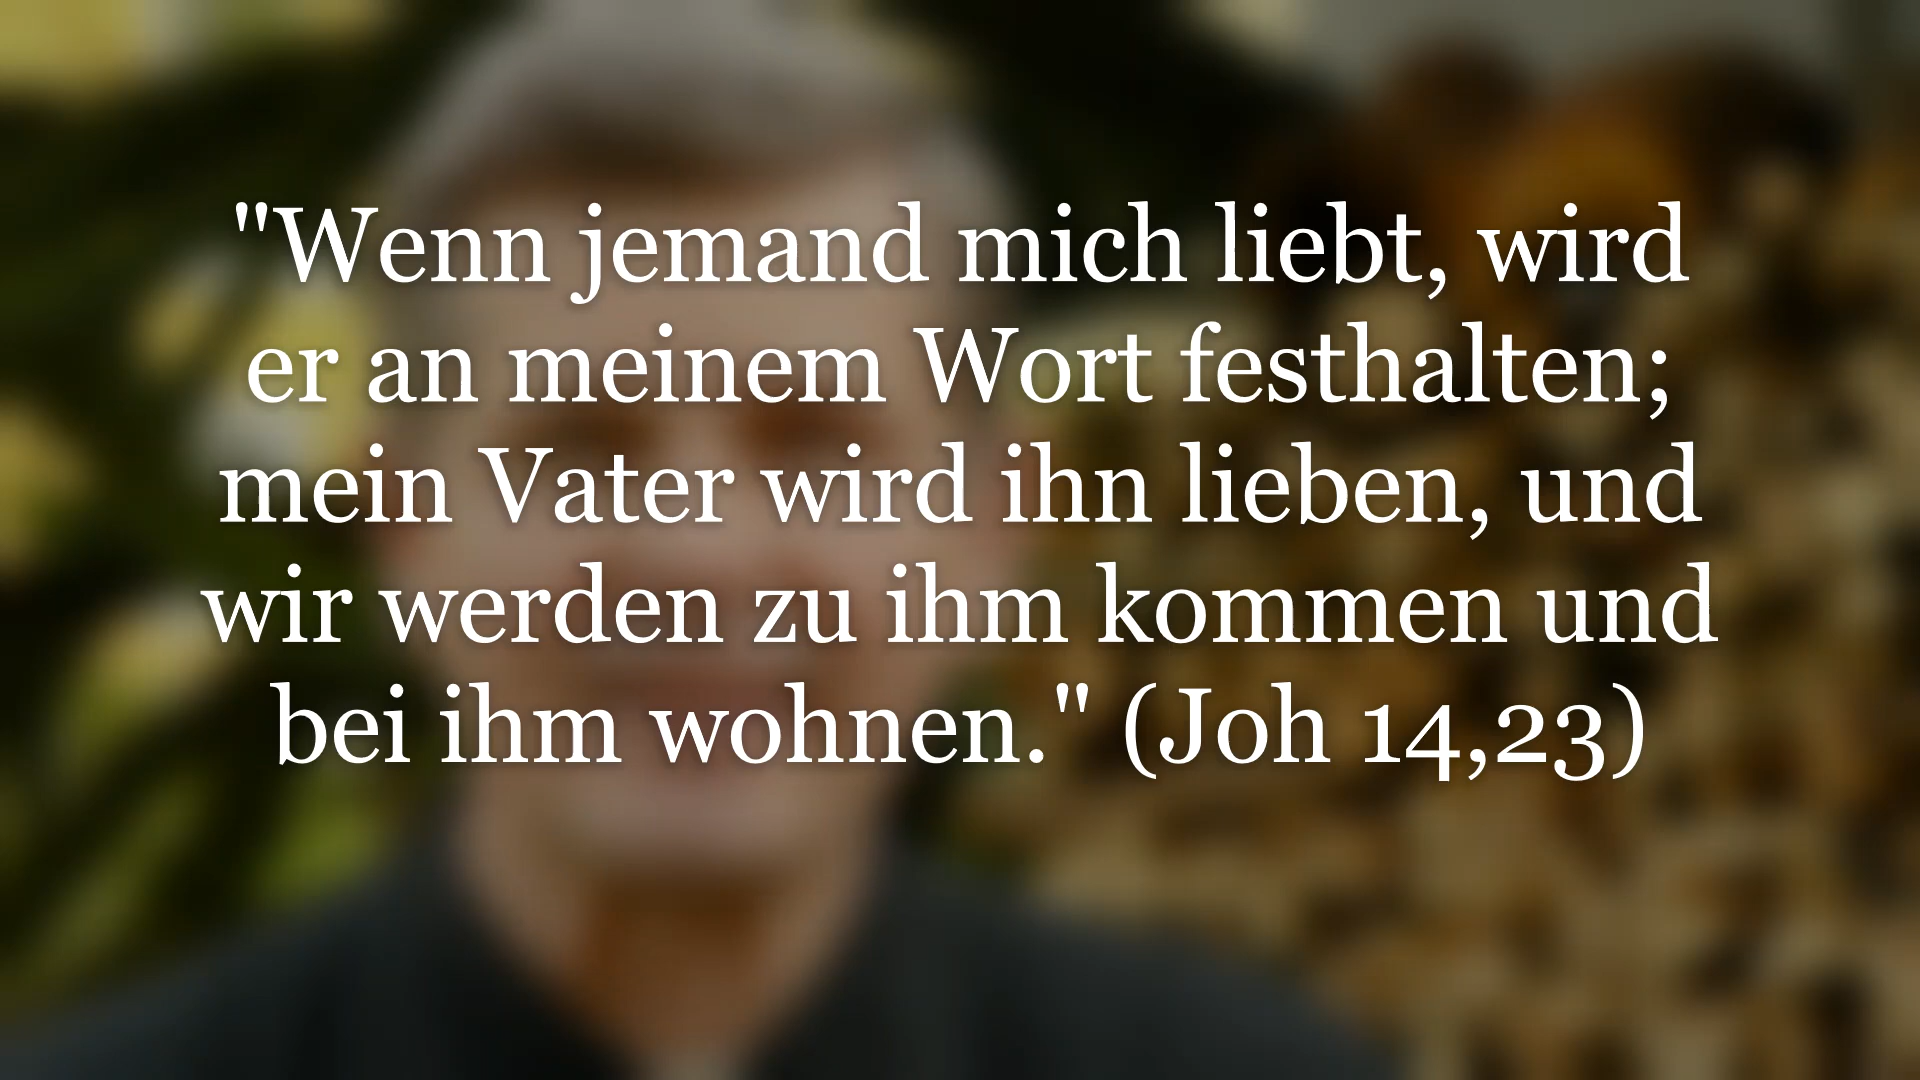 "Wenn jemand mich liebt, wird
er an meinem Wort festhalten;
mein Vater wird ihn lieben, und
wir werden zu ihm kommen und
bei ihm wohnen." (Joh 14,23)